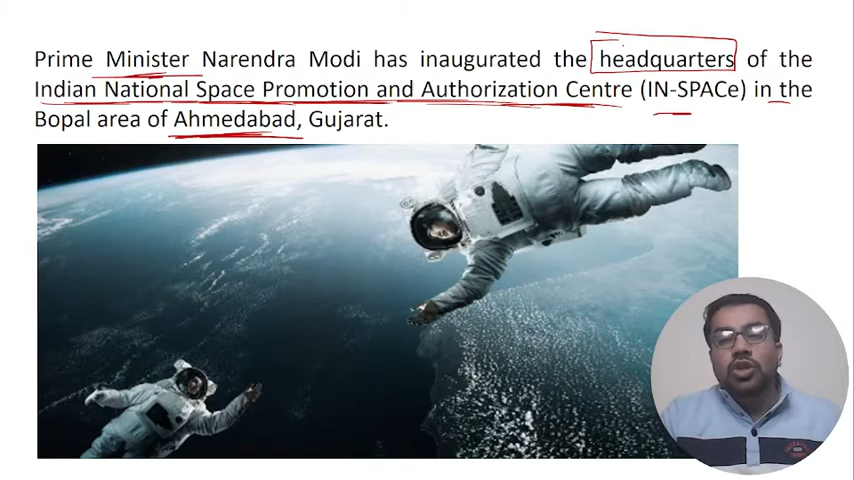 Prime Minister Narendra Modi has inaugurated the headquarters of the
Indian National Space Promotion and Authorization Centre (IN-SPACe) in the
Bopal area of Ahmedabad, Gujarat.